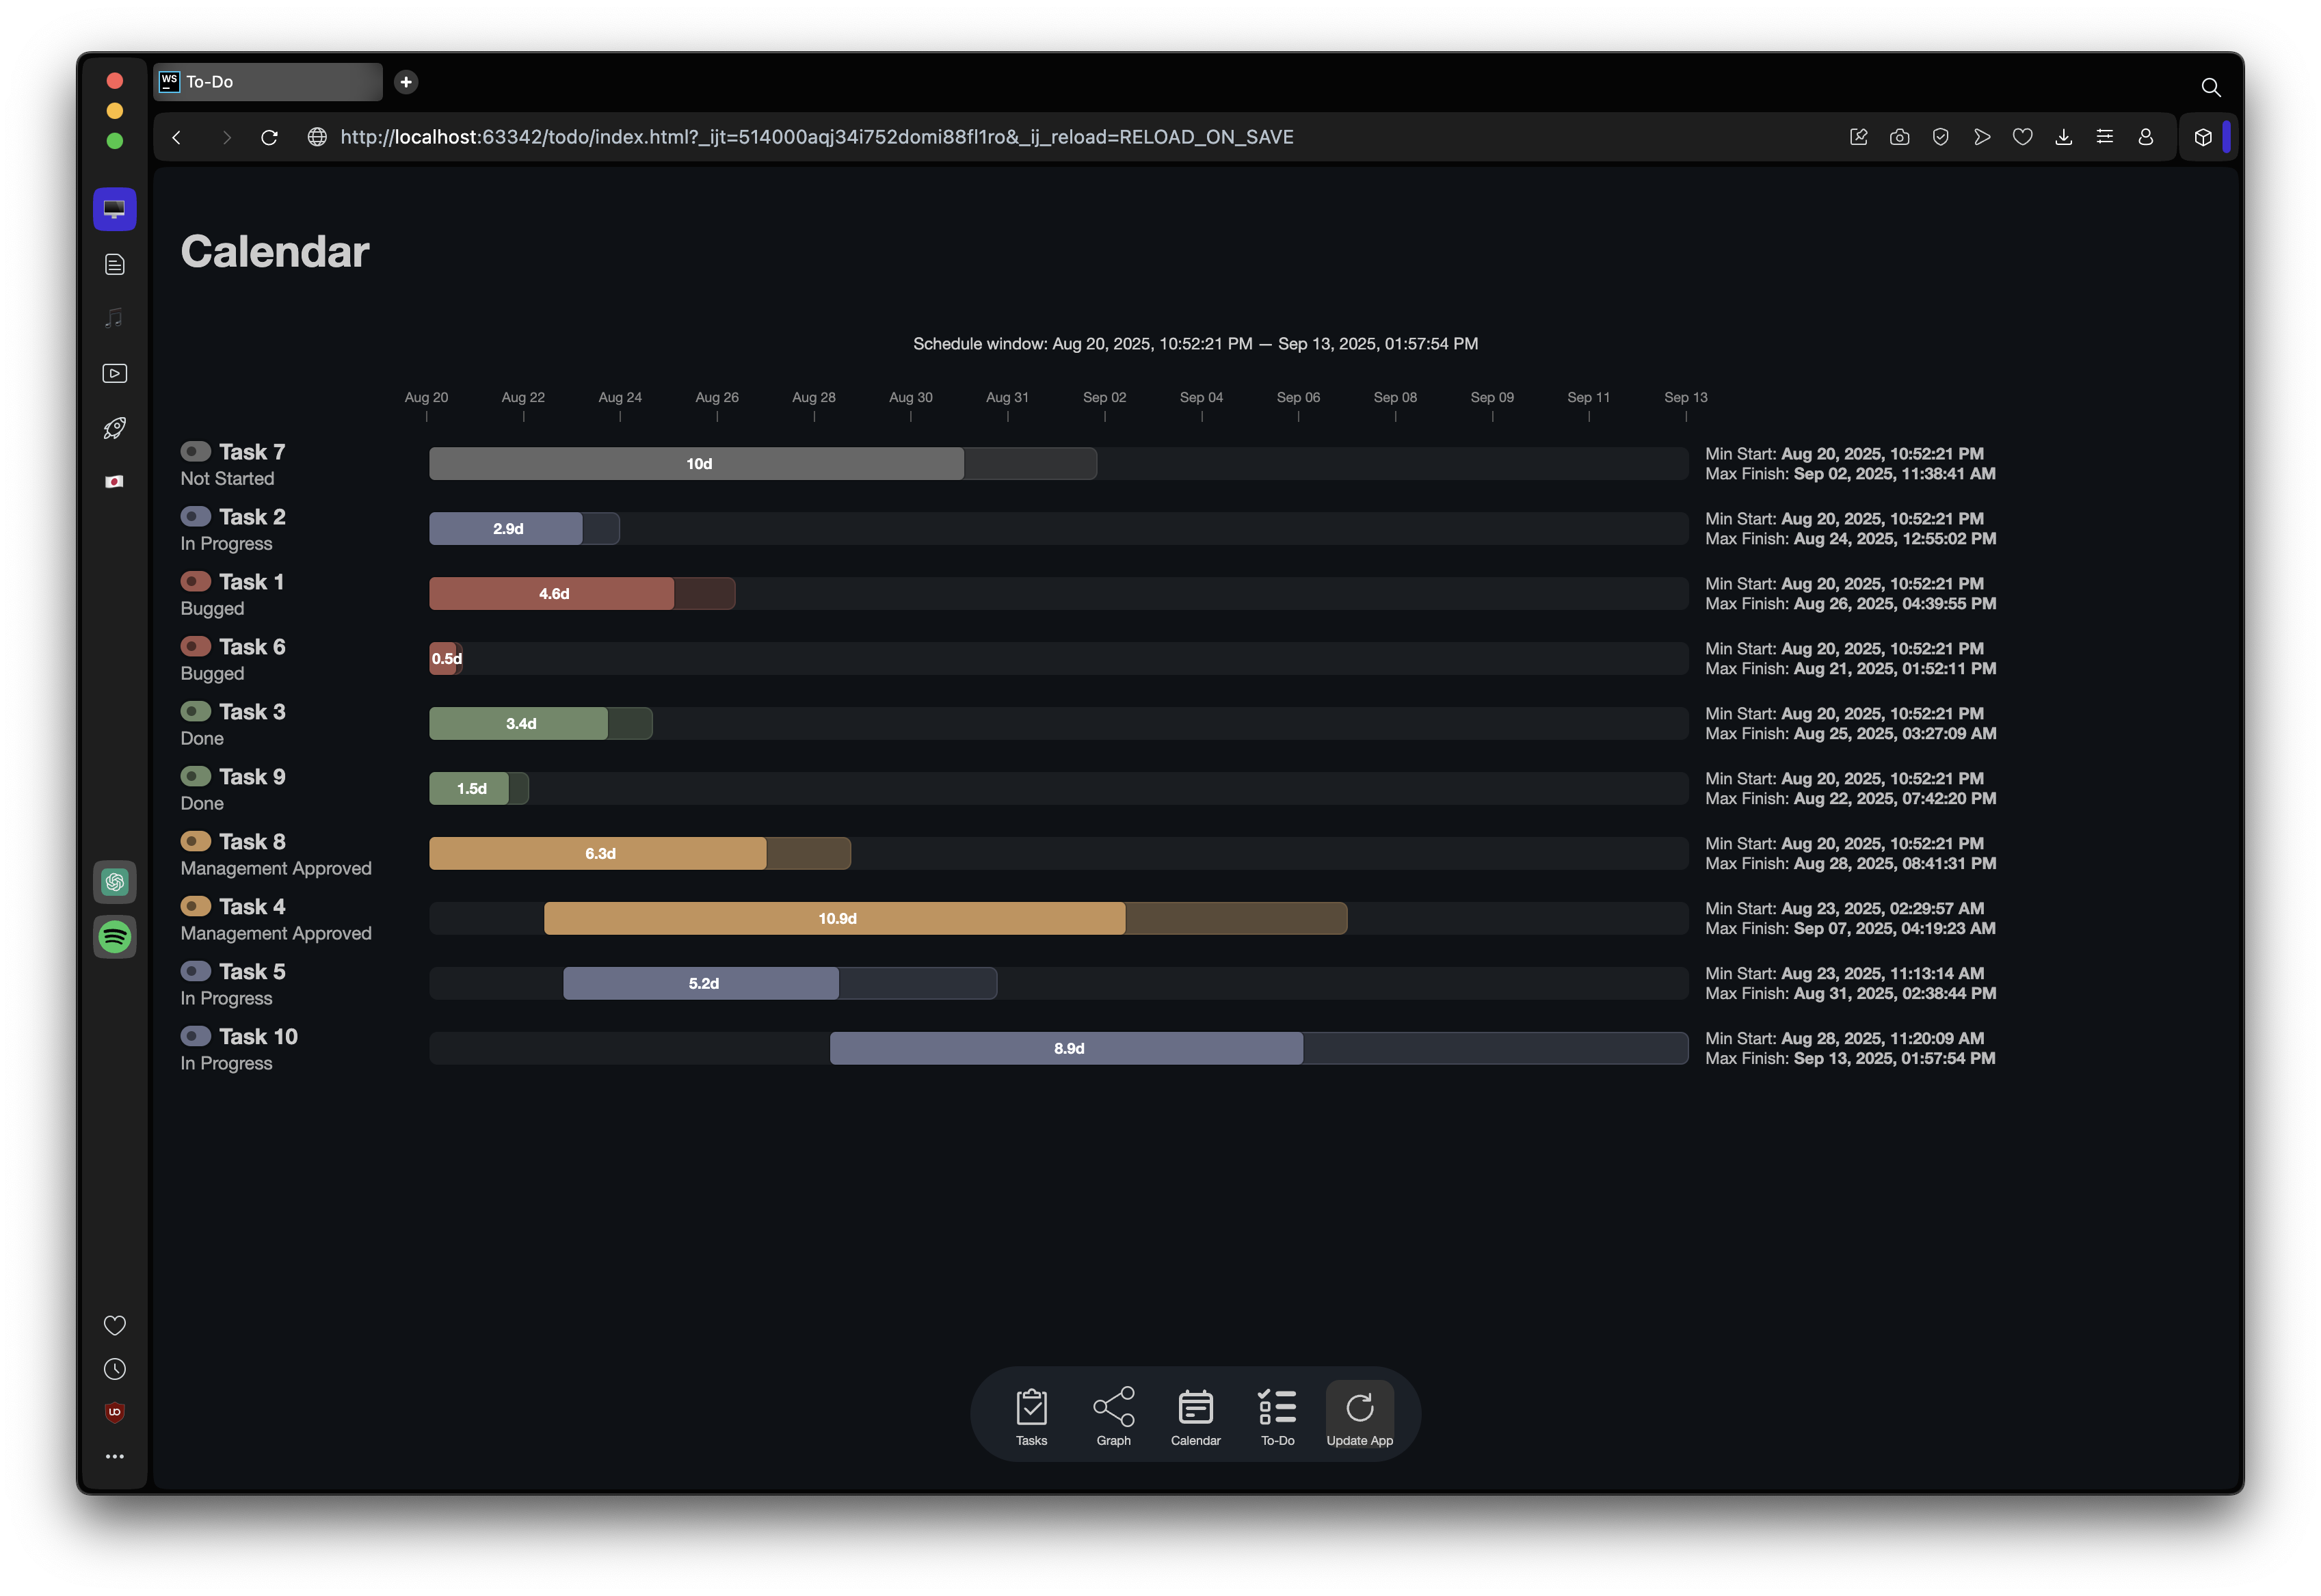 WS
To-Do
http://localhost:63342/todo/index.html?_ijt=514000aqj34i752domi88fl1ro&_ij_reload=RELOAD_ON_SAVE
Calendar
Schedule window: Aug 20, 2025, 10:52:21 PM — Sep 13, 2025, 01:57:54 PM
Aug 20 Aug 22 Aug 24 Aug 26 Aug 28 Aug 30 Aug 31 Sep 02 Sep 04 Sep 06 Sep 08 Sep 09 Sep 11 Sep 13
Task 7
Not Started
10d
Min Start: Aug 20, 2025, 10:52:21 PM
Max Finish: Sep 02, 2025, 11:38:41 AM
Task 2
In Progress
2.9d
Min Start: Aug 20, 2025, 10:52:21 PM
Max Finish: Aug 24, 2025, 12:55:02 PM
Task 1
Bugged
4.6d
Min Start: Aug 20, 2025, 10:52:21 PM
Max Finish: Aug 26, 2025, 04:39:55 PM
Task 6
Bugged
0.5d
Min Start: Aug 20, 2025, 10:52:21 PM
Max Finish: Aug 21, 2025, 01:52:11 PM
Task 3
Done
3.4d
Min Start: Aug 20, 2025, 10:52:21 PM
Max Finish: Aug 25, 2025, 03:27:09 AM
Task 9
Done
1.5d
Min Start: Aug 20, 2025, 10:52:21 PM
Max Finish: Aug 22, 2025, 07:42:20 PM
Task 8
Management Approved
6.3d
Min Start: Aug 20, 2025, 10:52:21 PM
Max Finish: Aug 28, 2025, 08:41:31 PM
Task 4
Management Approved
10.9d
Min Start: Aug 23, 2025, 02:29:57 AM
Max Finish: Sep 07, 2025, 04:19:23 AM
Task 5
In Progress
5.2d
Min Start: Aug 23, 2025, 11:13:14 AM
Max Finish: Aug 31, 2025, 02:38:44 PM
Task 10
In Progress
8.9d
Min Start: Aug 28, 2025, 11:20:09 AM
Max Finish: Sep 13, 2025, 01:57:54 PM
Tasks Graph Calendar To-Do Update App